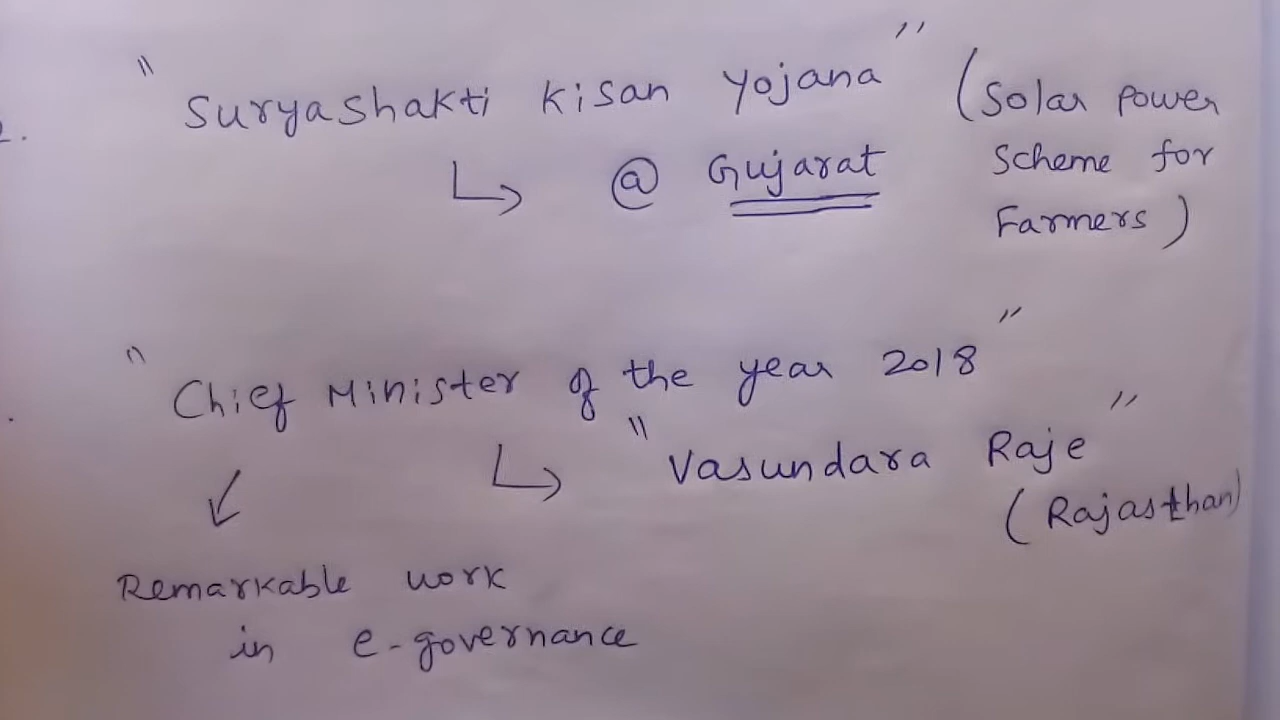 2. "Suryashakti Kisan Yojana" (Solar Power
↳ @ Gujarat Scheme for
Farmers)
. "Chief Minister of the year 2018"
↳ "Vasundara Raje"
↙ (Rajasthan)
Remarkable work
in e-governance